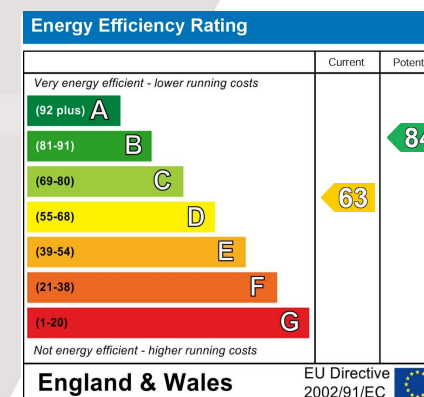 Energy Efficiency Rating
Current
Potent
Very energy efficient - lower running costs
(92 plus) A
(81-91) B
84
(69-80) C
63
(55-68) D
(39-54) E
(21-38) F
(1-20) G
Not energy efficient - higher running costs
England & Wales
EU Directive
2002/91/EC